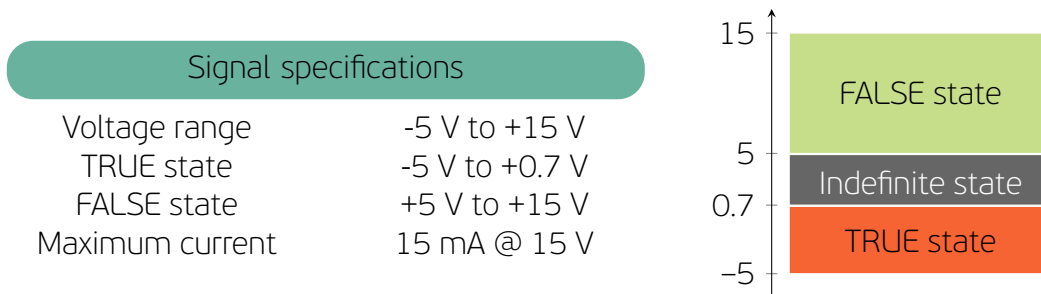 Signal specifications
Voltage range -5 V to +15 V
TRUE state -5 V to +0.7 V
FALSE state +5 V to +15 V
Maximum current 15 mA @ 15 V
15
FALSE state
5
Indefinite state
0.7
TRUE state
−5